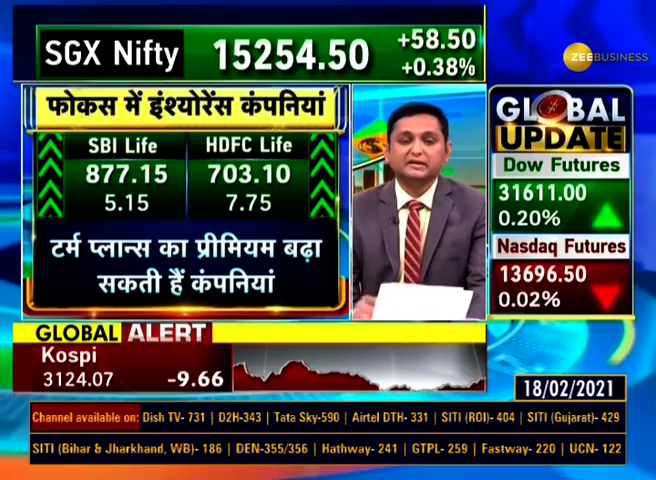 SGX Nifty 15254.50 +58.50 +0.38%
ZEE BUSINESS
फोकस में इंश्योरेंस कंपनियां
SBI Life HDFC Life
877.15 703.10
5.15 7.75
टर्म प्लान्स का प्रीमियम बढ़ा
सकती हैं कंपनियां
GLOBAL
UPDATE
Dow Futures
31611.00
0.20%
Nasdaq Futures
13696.50
0.02%
GLOBAL ALERT
Kospi
3124.07 -9.66
18/02/2021
Channel available on: Dish TV- 731 | D2H-343 | Tata Sky-590 | Airtel DTH- 331 | SITI (ROI)- 404 | SITI (Gujarat)- 429
SITI (Bihar & Jharkhand, WB)- 186 | DEN-355/356 | Hathway- 241 | GTPL- 259 | Fastway- 220 | UCN- 122